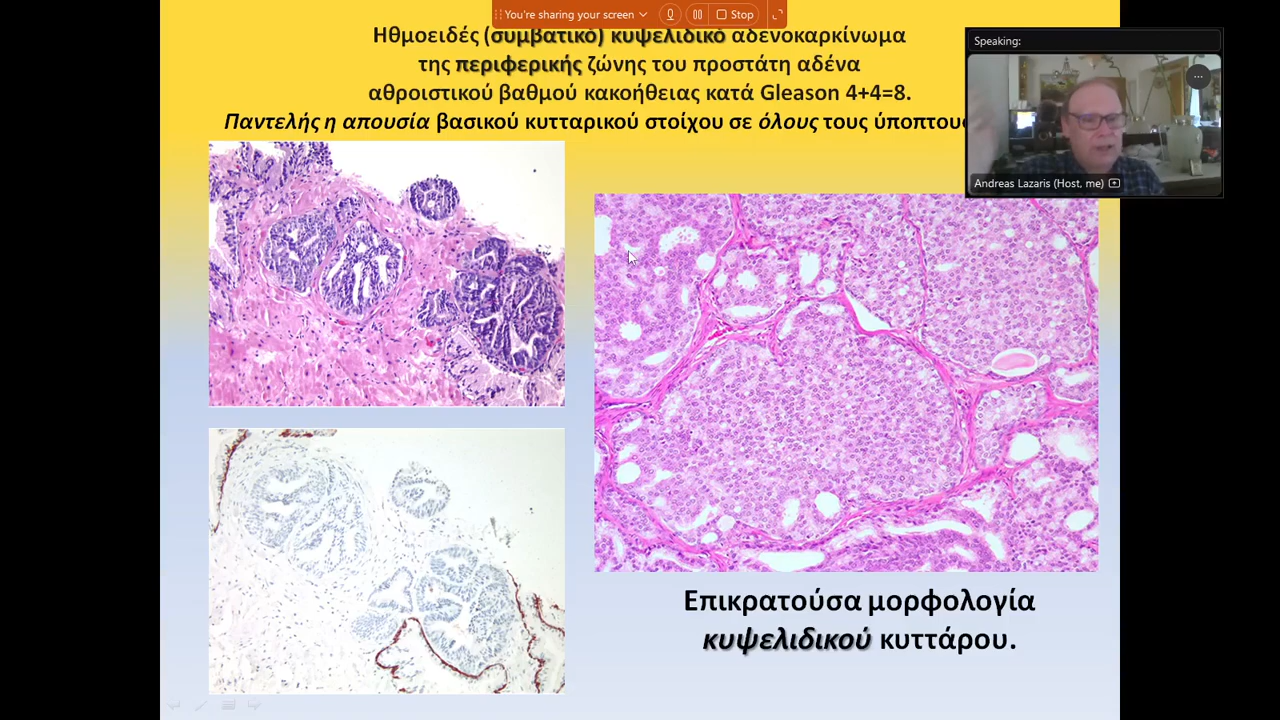 You're sharing your screen
Stop
Ηθμοειδές (συμβατικό) κυψελιδικό αδενοκαρκίνωμα
της περιφερικής ζώνης του προστάτη αδένα
αθροιστικού βαθμού κακοήθειας κατά Gleason 4+4=8.
Παντελής η απουσία βασικού κυτταρικού στοίχου σε όλους τους
Speaking:
Andreas Lazaris (Host, me)
Επικρατούσα μορφολογία
κυψελιδικού κυττάρου.